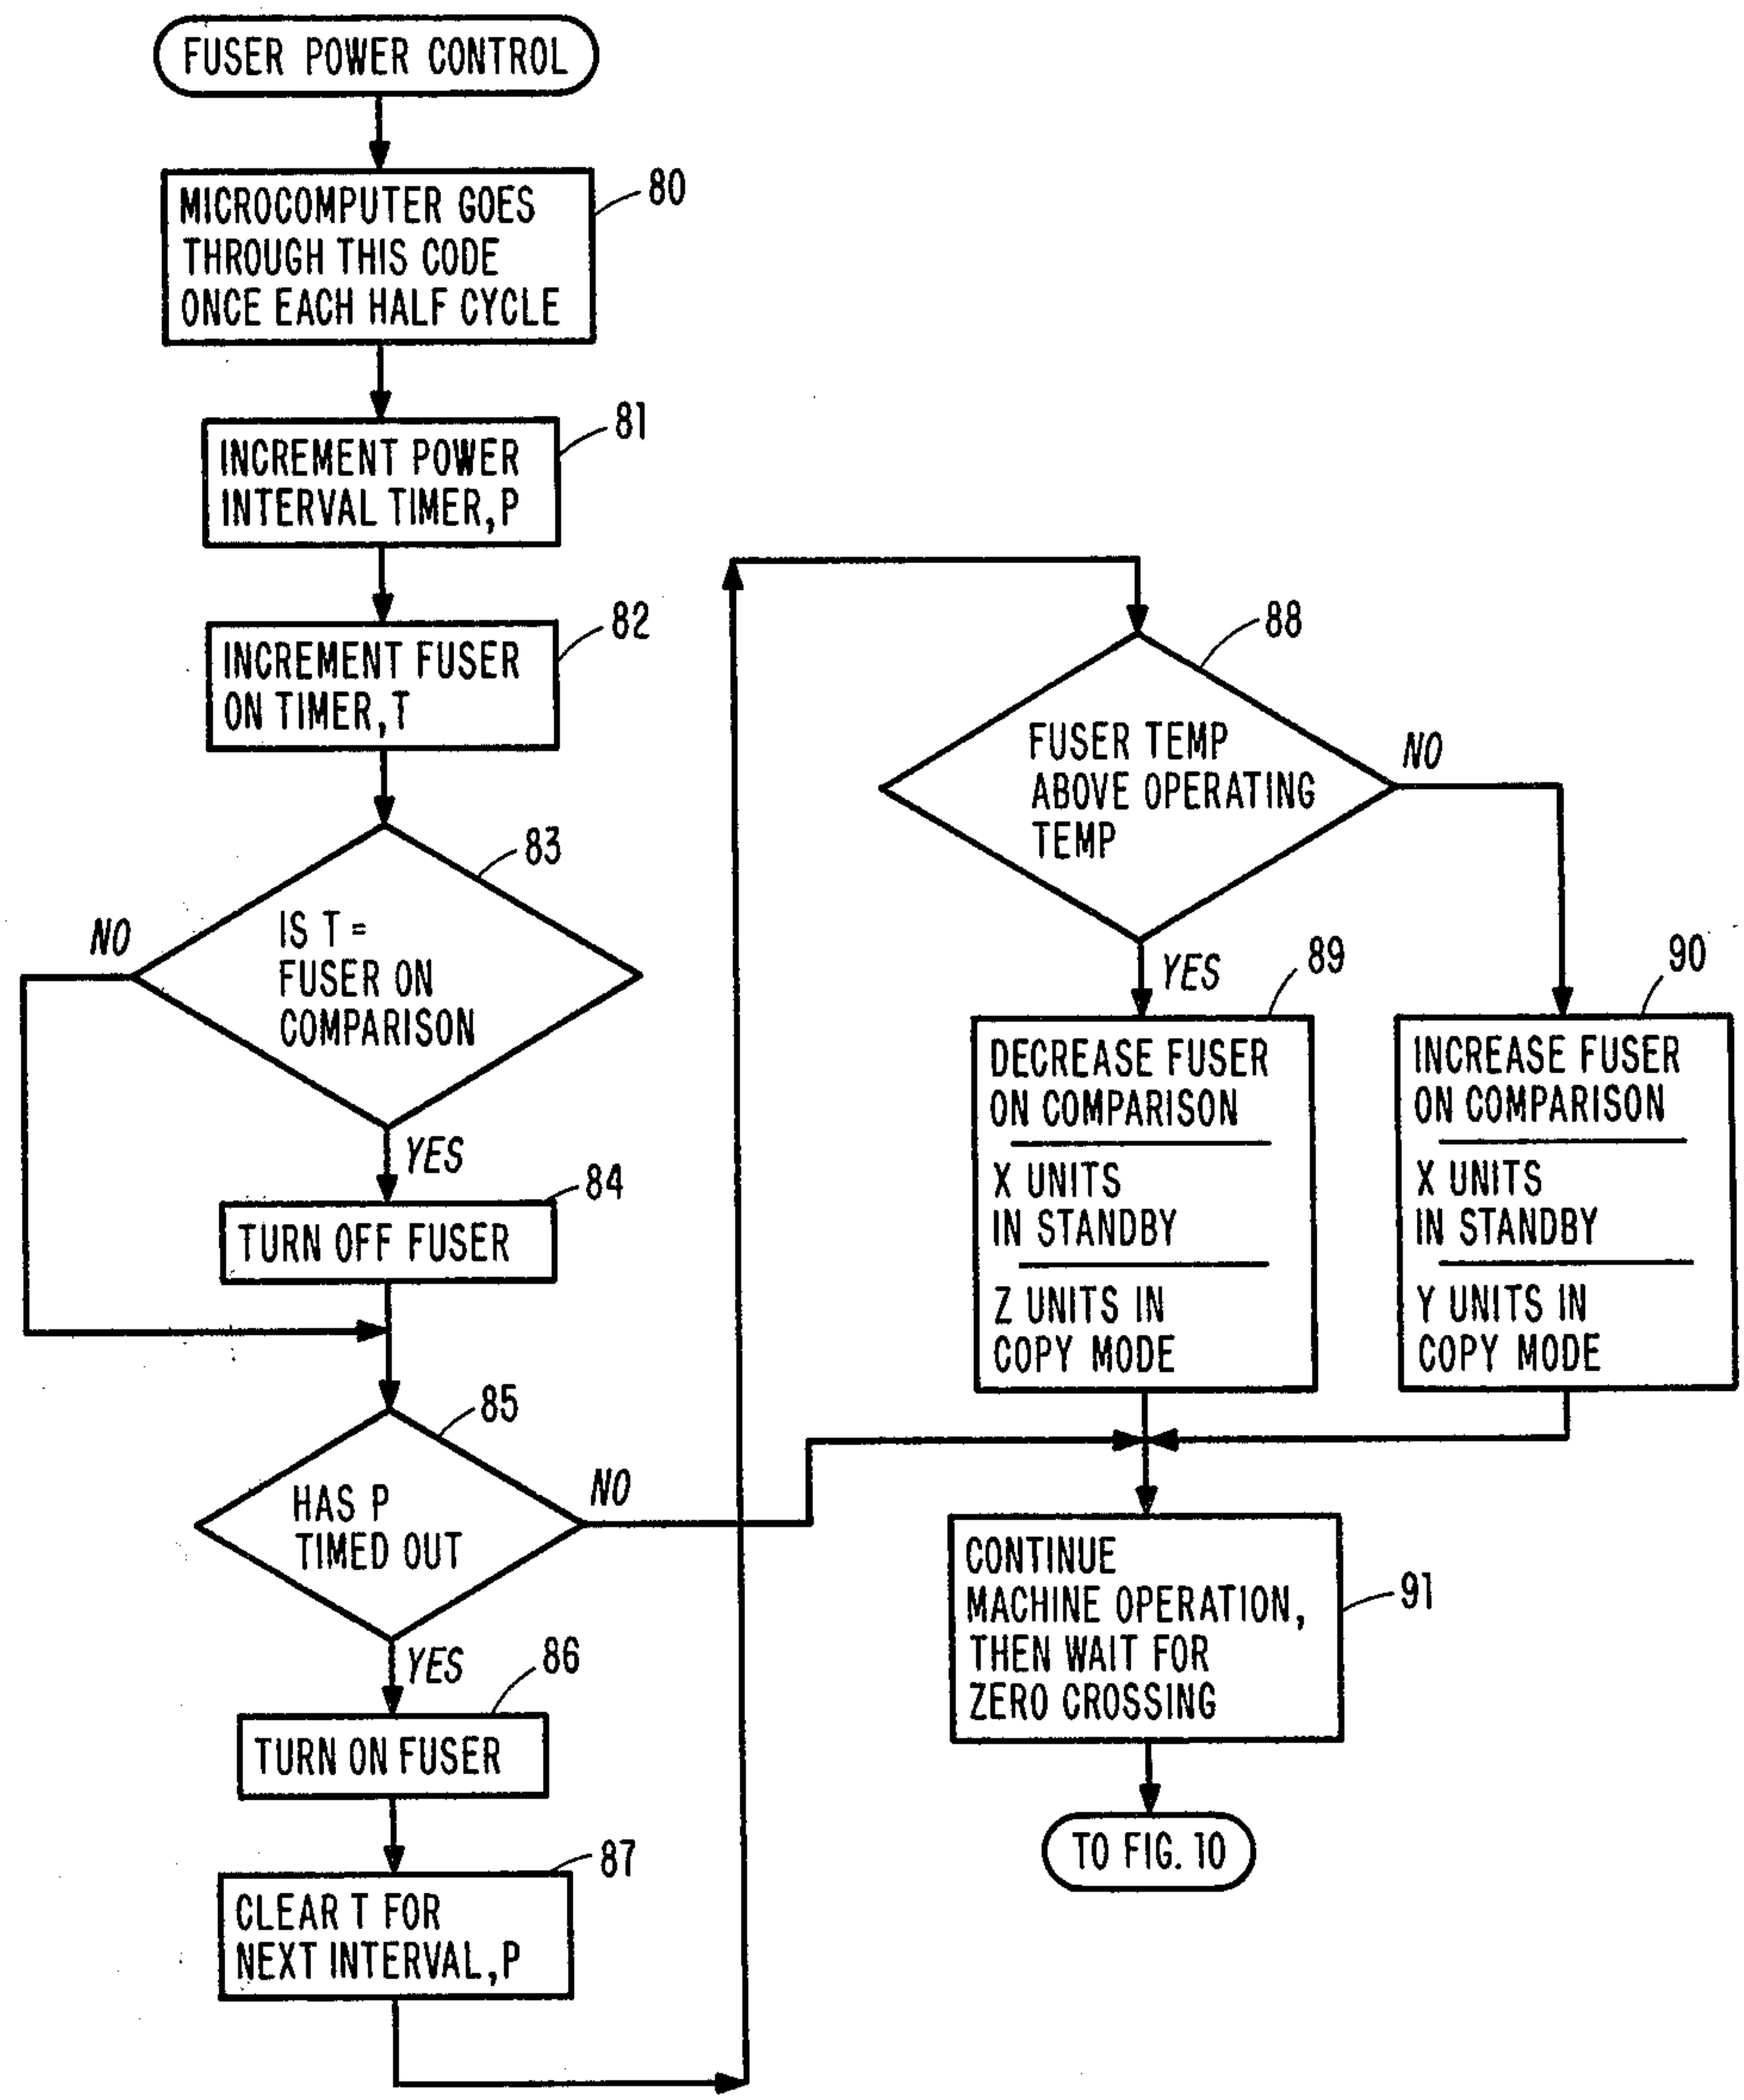 FUSER POWER CONTROL
MICROCOMPUTER GOES
THROUGH THIS CODE
ONCE EACH HALF CYCLE
80
INCREMENT POWER
INTERVAL TIMER, P
81
INCREMENT FUSER
ON TIMER, T
82
IS T =
FUSER ON
COMPARISON
83
NO
YES
TURN OFF FUSER
84
HAS P
TIMED OUT
85
NO
YES
TURN ON FUSER
86
CLEAR T FOR
NEXT INTERVAL, P
87
FUSER TEMP
ABOVE OPERATING
TEMP
88
NO
YES
DECREASE FUSER
ON COMPARISON
X UNITS
IN STANDBY
Z UNITS IN
COPY MODE
89
INCREASE FUSER
ON COMPARISON
X UNITS
IN STANDBY
Y UNITS IN
COPY MODE
90
CONTINUE
MACHINE OPERATION,
THEN WAIT FOR
ZERO CROSSING
91
TO FIG. 10